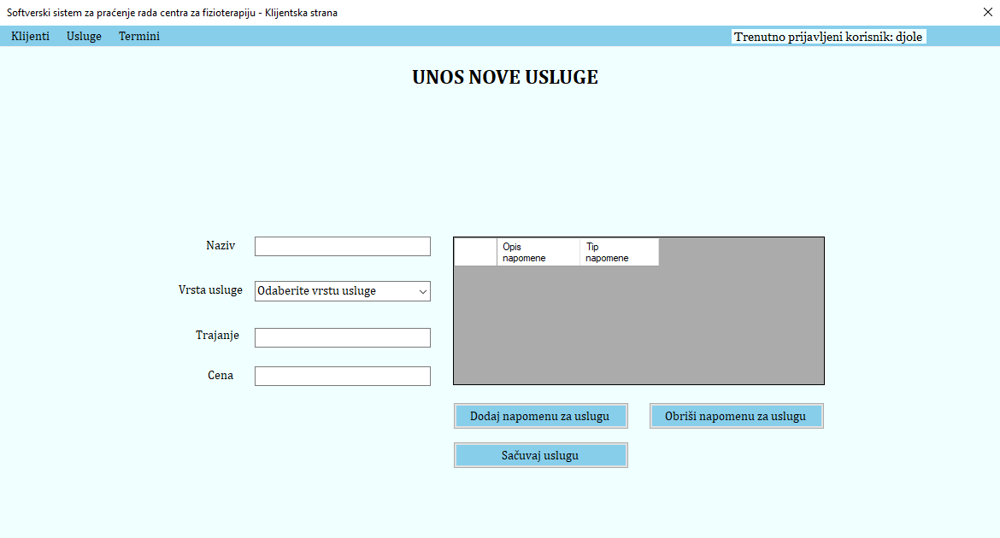 Softverski sistem za praćenje rada centra za fizioterapiju - Klijentska strana
Klijenti Usluge Termini Trenutno prijavljeni korisnik: djole
UNOS NOVE USLUGE
Naziv
Vrsta usluge Odaberite vrstu usluge
Trajanje
Cena
Opis Tip
napomene napomene
Dodaj napomenu za uslugu Obriši napomenu za uslugu
Sačuvaj uslugu